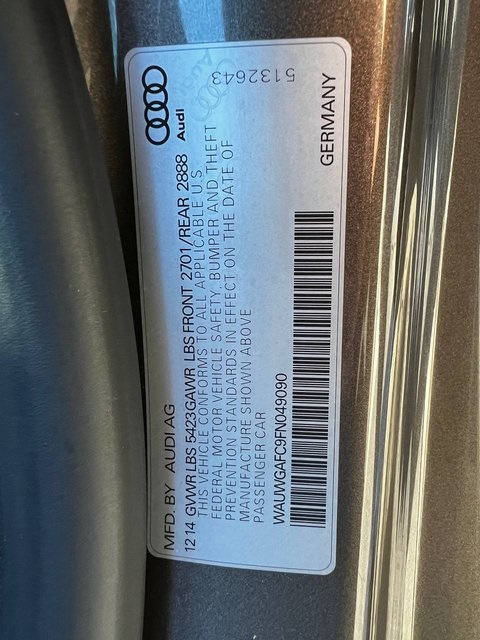 MFD. BY AUDI AG
12 14 GVWR LBS 5423GAWR LBS FRONT 2701/REAR 2888
THIS VEHICLE CONFORMS TO ALL APPLICABLE U.S
FEDERAL MOTOR VEHICLE SAFETY, BUMPER AND THEFT
PREVENTION STANDARDS IN EFFECT ON THE DATE OF
MANUFACTURE SHOWN ABOVE
PASSENGER CAR
WAUWGAFC9FN049090
Audi
GERMANY
5132643